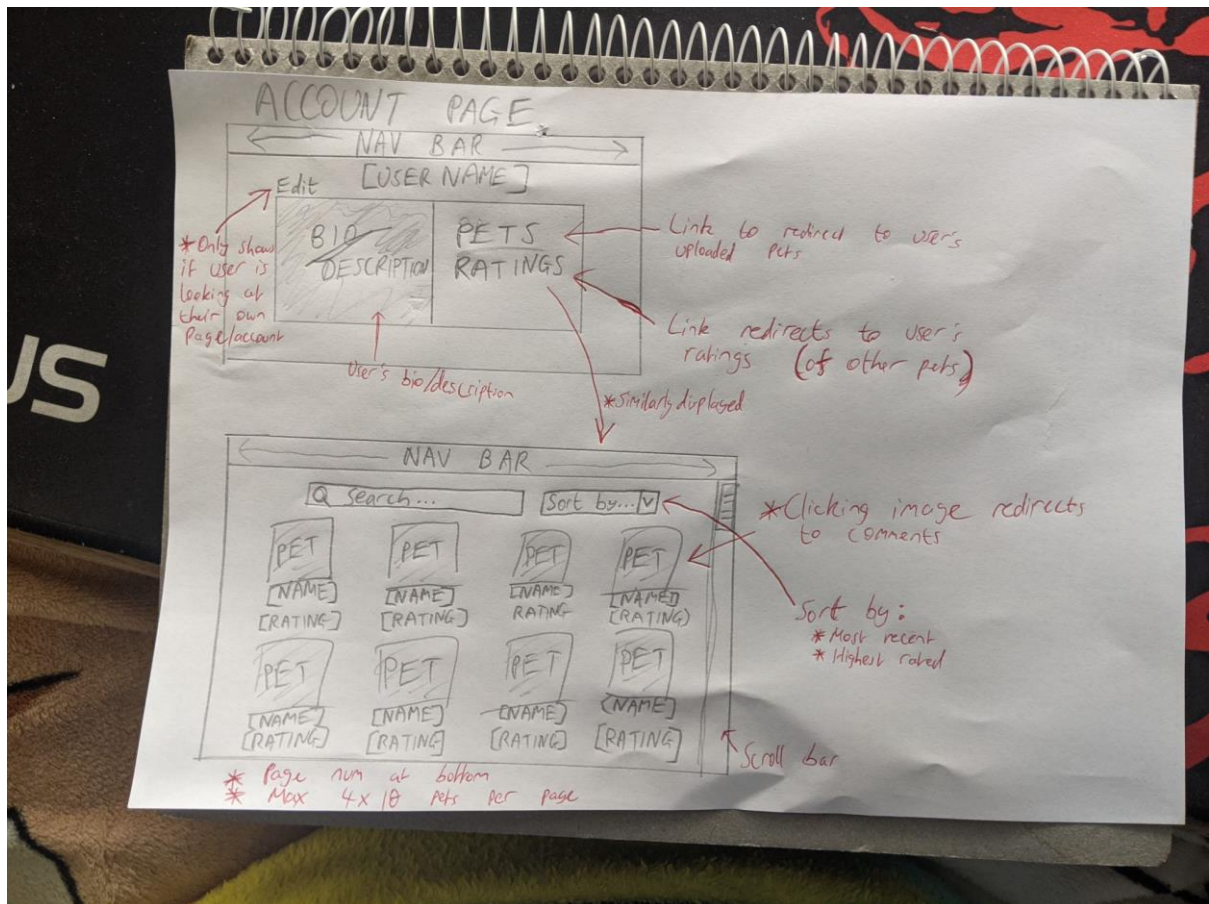 ACCOUNT PAGE
*
NAV BAR
[USER NAME]
Edit
BIO
DESCRIPTION
PETS
RATINGS
* Only shows
if user is
looking at
their own
Page/account
User's bio/description
Link to redirect to user's
uploaded pets
Link redirects to user's
ratings (of other pets)
* Similarly displayed
US
NAV BAR
Search...
Sort by... v
PET PET PET PET
[NAME] [NAME] [NAME] [NAME]
[RATING] [RATING] RATING [RATING]
PET PET PET PET
[NAME] [NAME] [NAME] [NAME]
[RATING] [RATING] [RATING] [RATING]
* Clicking image redirects
to comments
Sort by:
* Most recent
* Highest rated
Scroll bar
* Page num at bottom
* Max 4x10 pets per page